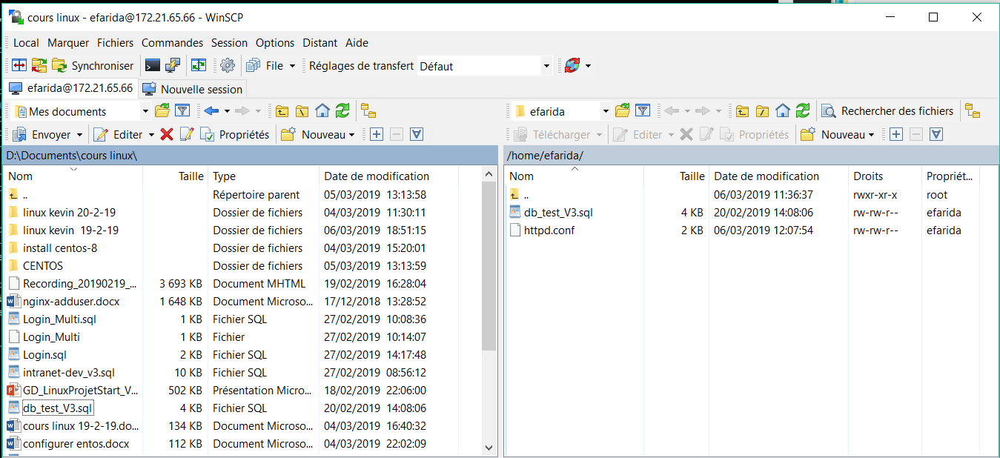 cours linux - efarida@172.21.65.66 - WinSCP
Local Marquer Fichiers Commandes Session Options Distant Aide
Synchroniser File Réglages de transfert Défaut
efarida@172.21.65.66 Nouvelle session
Mes documents efarida Rechercher des fichiers
Envoyer Editer Propriétés Nouveau Télécharger Editer Propriétés Nouveau
D:\Documents\cours linux\
Nom Taille Type Date de modification
.. Répertoire parent 05/03/2019 13:13:58
linux kevin 20-2-19 Dossier de fichiers 04/03/2019 11:30:11
linux kevin 19-2-19 Dossier de fichiers 06/03/2019 18:51:15
install centos-8 Dossier de fichiers 04/03/2019 15:20:01
CENTOS Dossier de fichiers 05/03/2019 13:13:59
Recording_20190219_... 3 693 KB Document MHTML 19/02/2019 16:28:04
nginx-adduser.docx 1 648 KB Document Microso... 17/12/2018 13:28:52
Login_Multi.sql 1 KB Fichier SQL 27/02/2019 10:08:36
Login_Multi 1 KB Fichier 27/02/2019 10:14:07
Login.sql 2 KB Fichier SQL 27/02/2019 14:17:48
intranet-dev_v3.sql 10 KB Fichier SQL 27/02/2019 08:56:12
GD_LinuxProjetStart_V... 502 KB Présentation Micro... 18/02/2019 22:06:00
db_test_V3.sql 4 KB Fichier SQL 20/02/2019 14:08:06
cours linux 19-2-19.do... 134 KB Document Microso... 04/03/2019 16:40:32
configurer entos.docx 112 KB Document Microso... 04/03/2019 22:02:09
/home/efarida/
Nom Taille Date de modification Droits Propriét...
.. 06/03/2019 11:36:37 rwxr-xr-x root
db_test_V3.sql 4 KB 20/02/2019 14:08:06 rw-rw-r-- efarida
httpd.conf 2 KB 06/03/2019 12:07:54 rw-rw-r-- efarida